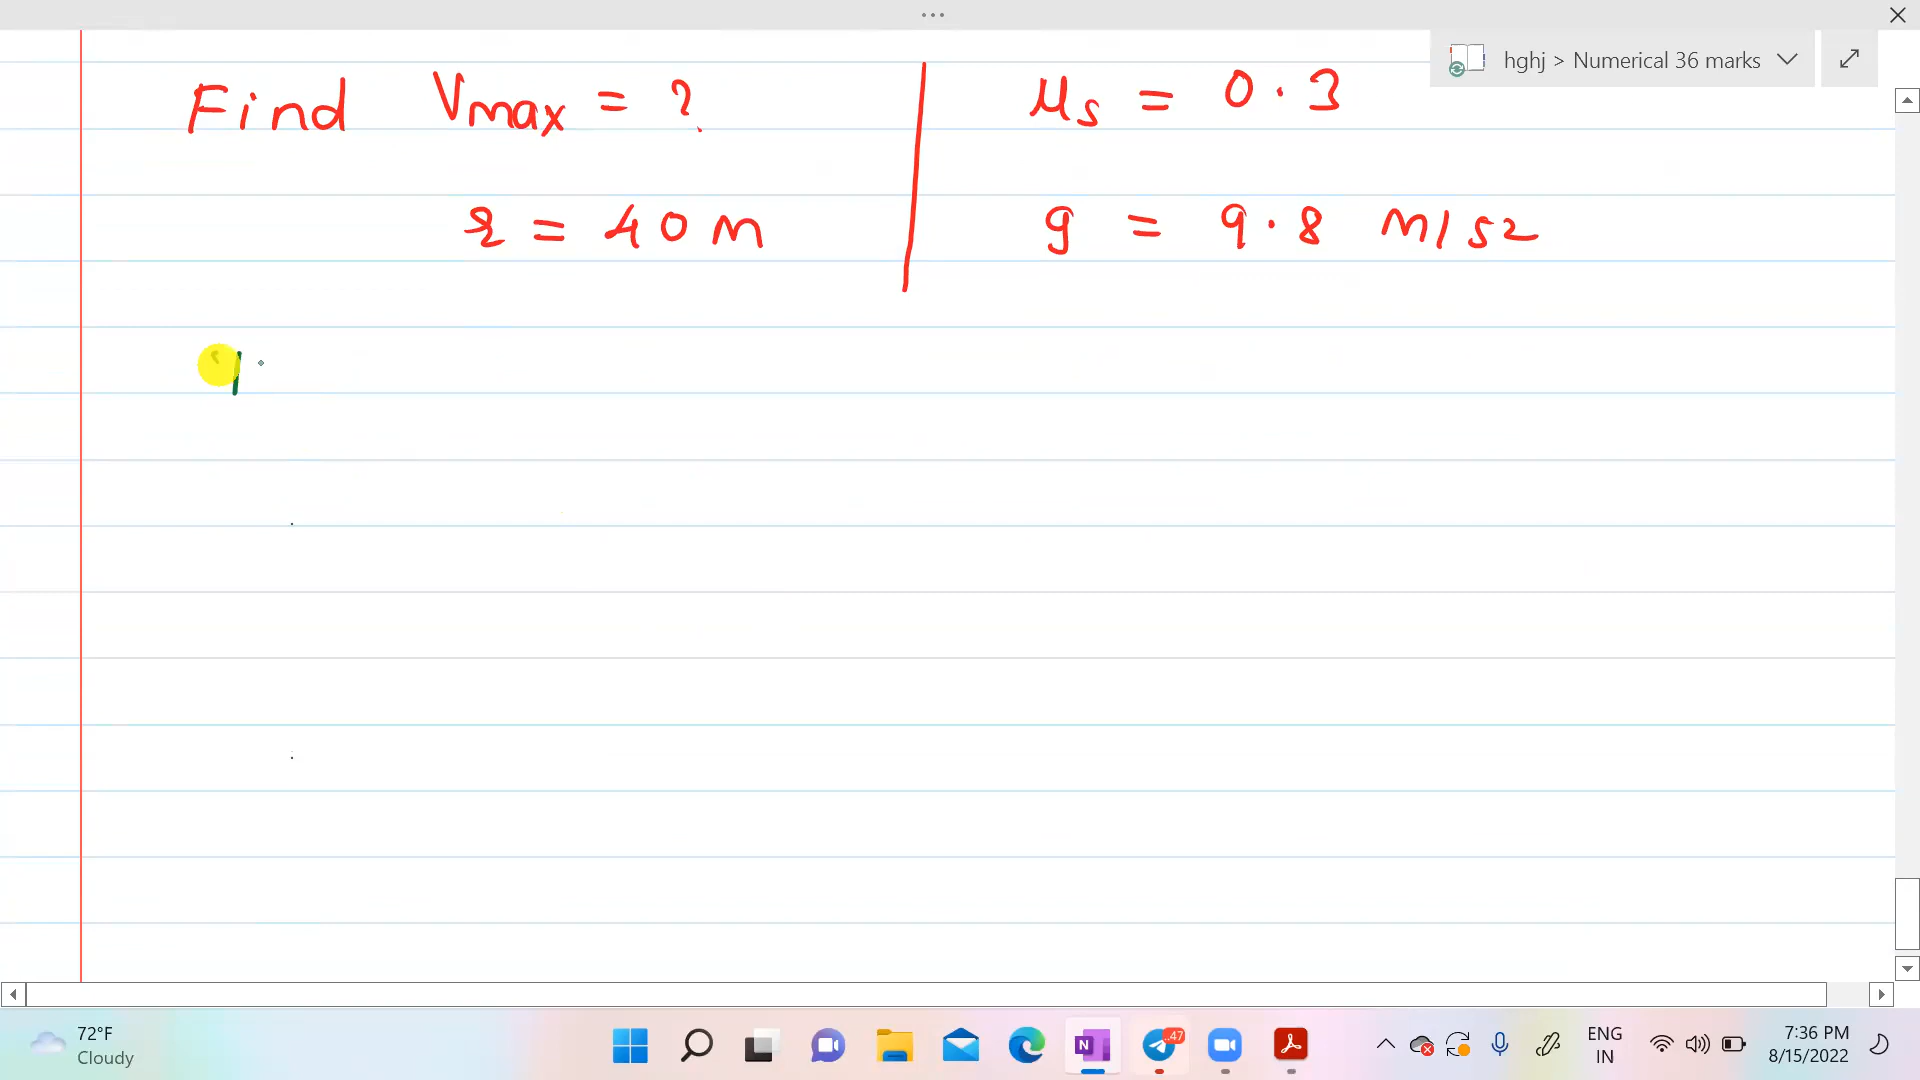 hghj > Numerical 36 marks
Find Vmax = ? μs = 0.3
r = 40 m g = 9.8 m/s2
72°F
Cloudy
..47
ENG
IN
7:36 PM
8/15/2022